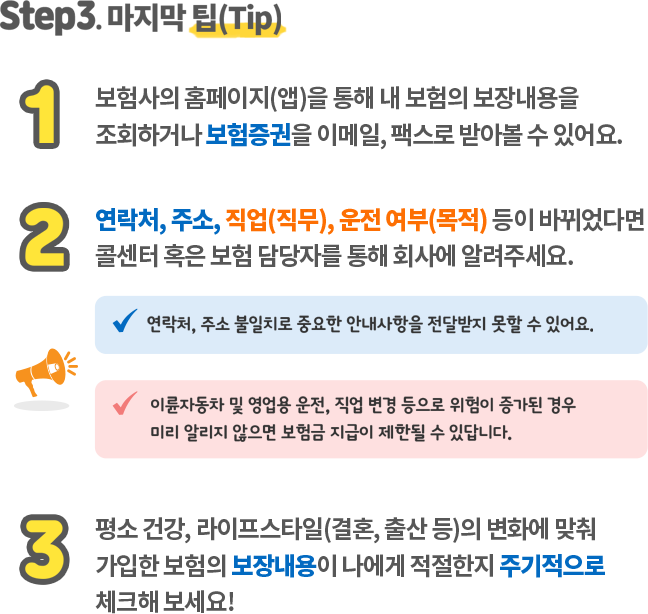 Step3. 마지막 팁(Tip)
1
보험사의 홈페이지(앱)을 통해 내 보험의 보장내용을
조회하거나 보험증권을 이메일, 팩스로 받아볼 수 있어요.
2
연락처, 주소, 직업(직무), 운전 여부(목적) 등이 바뀌었다면
콜센터 혹은 보험 담당자를 통해 회사에 알려주세요.
연락처, 주소 불일치로 중요한 안내사항을 전달받지 못할 수 있어요.
이륜자동차 및 영업용 운전, 직업 변경 등으로 위험이 증가된 경우
미리 알리지 않으면 보험금 지급이 제한될 수 있답니다.
3
평소 건강, 라이프스타일(결혼, 출산 등)의 변화에 맞춰
가입한 보험의 보장내용이 나에게 적절한지 주기적으로
체크해 보세요!